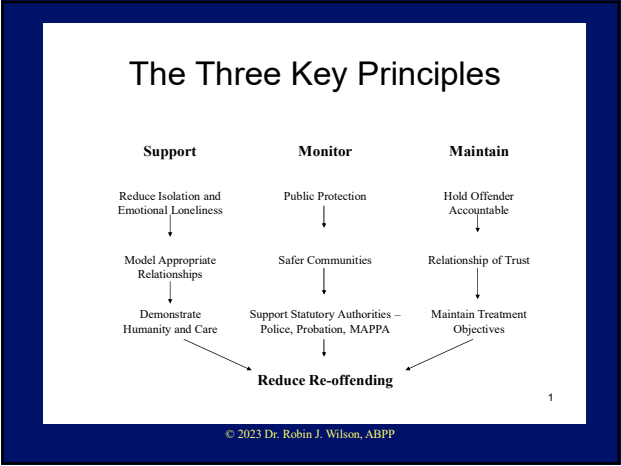 The Three Key Principles
Support
Monitor
Maintain
Reduce Isolation and
Emotional Loneliness
Public Protection
Hold Offender
Accountable
Model Appropriate
Relationships
Safer Communities
Relationship of Trust
Demonstrate
Humanity and Care
Support Statutory Authorities –
Police, Probation, MAPPA
Maintain Treatment
Objectives
Reduce Re-offending
1
© 2023 Dr. Robin J. Wilson, ABPP